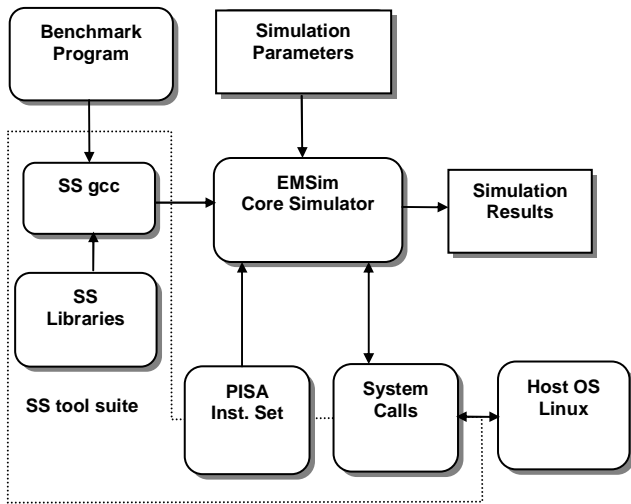 Benchmark
Program
Simulation
Parameters
SS gcc
EMSim
Core Simulator
Simulation
Results
SS
Libraries
SS tool suite
PISA
Inst. Set
System
Calls
Host OS
Linux